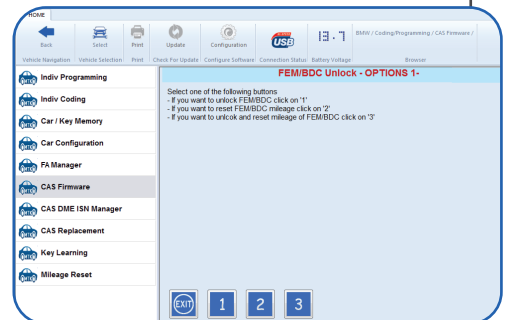 HOME
Back
Select
Print
Update
Configuration
USB
13.7
BMW / Coding/Programming / CAS Firmware /
Vehicle Navigation
Vehicle Selection
Print
Check For Update
Configure Software
Connection Status
Battery Voltage
Browser
Indiv Programming
Indiv Coding
Car / Key Memory
Car Configuration
FA Manager
CAS Firmware
CAS DME ISN Manager
CAS Replacement
Key Learning
Mileage Reset
FEM/BDC Unlock - OPTIONS 1-
Select one of the following buttons
- If you want to unlock FEM/BDC click on '1'
- If you want to reset FEM/BDC mileage click on '2'
- If you want to unlcok and reset mileage of FEM/BDC click on '3'
EXIT
1
2
3